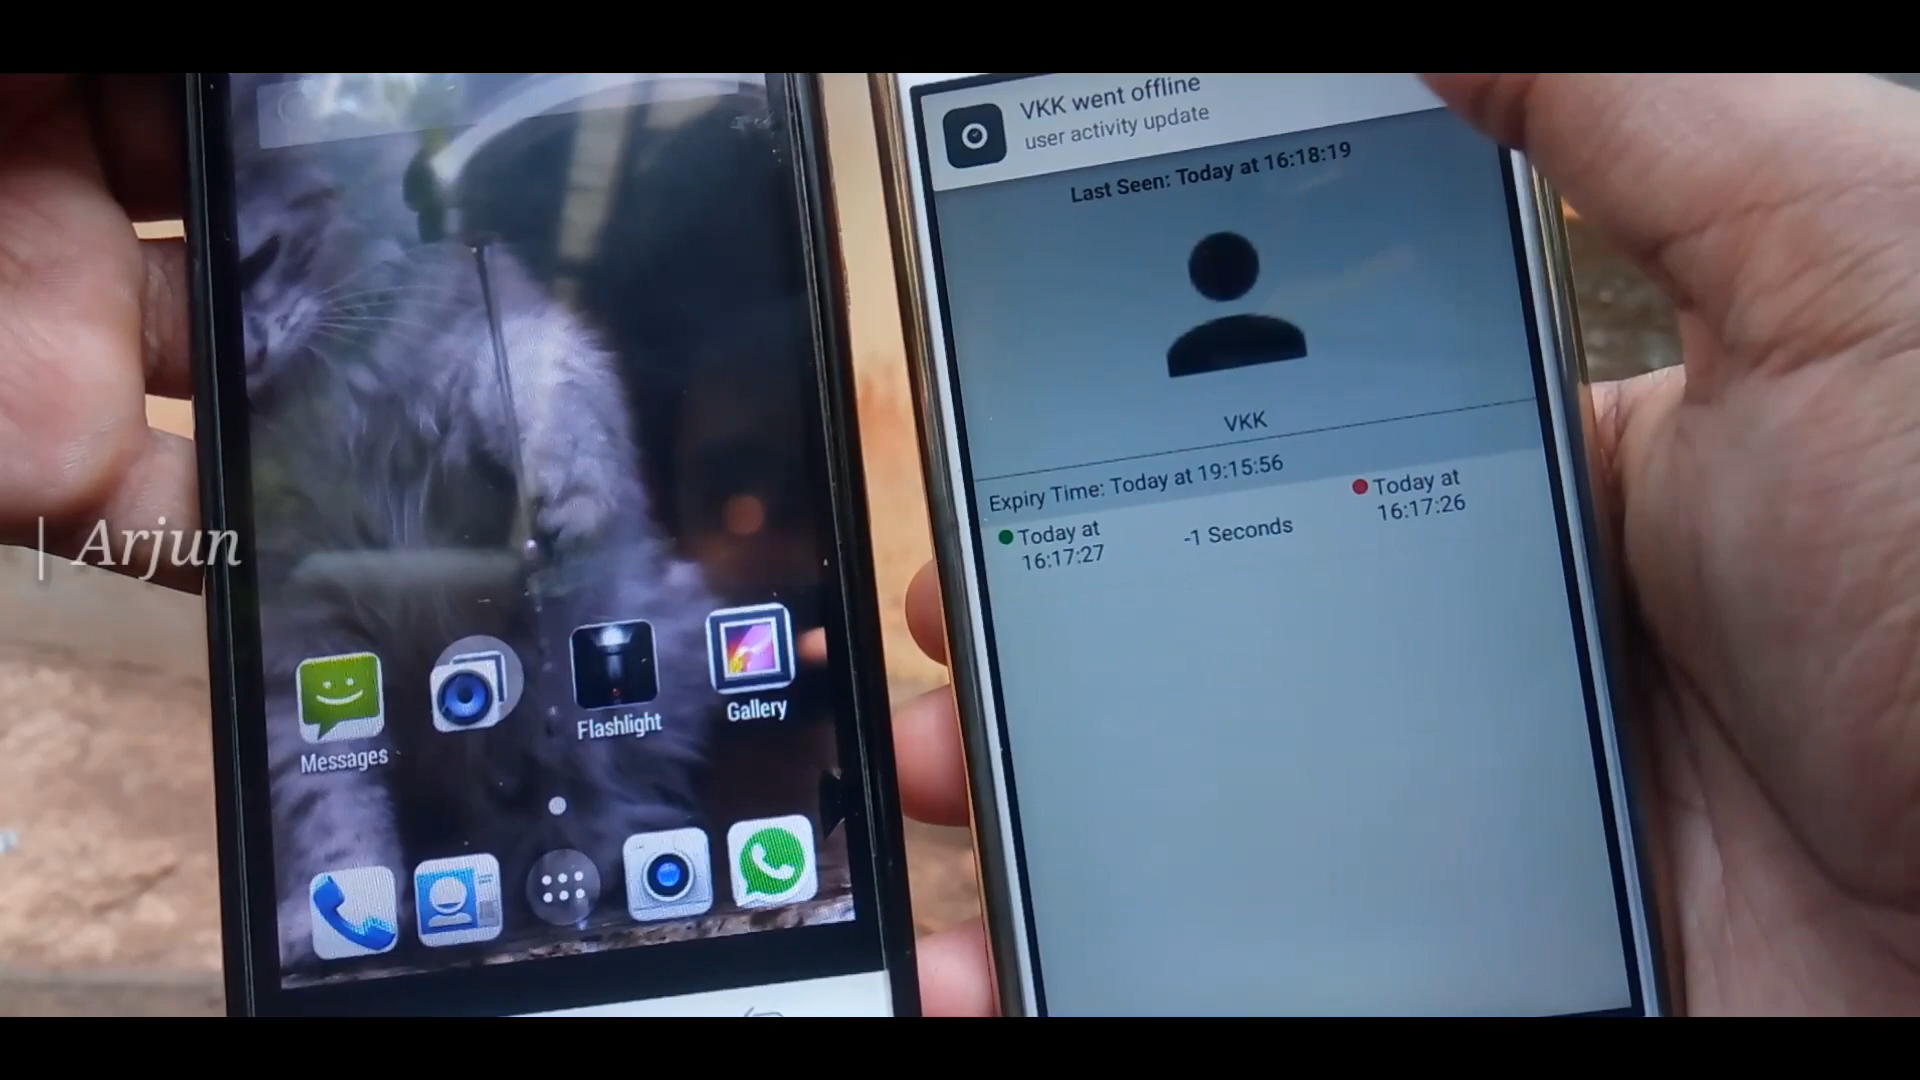 VKK went offline
user activity update
Last Seen: Today at 16:18:19
VKK
Expiry Time: Today at 19:15:56
Today at
16:17:27
-1 Seconds
Today at
16:17:26
| Arjun
Messages
Flashlight
Gallery